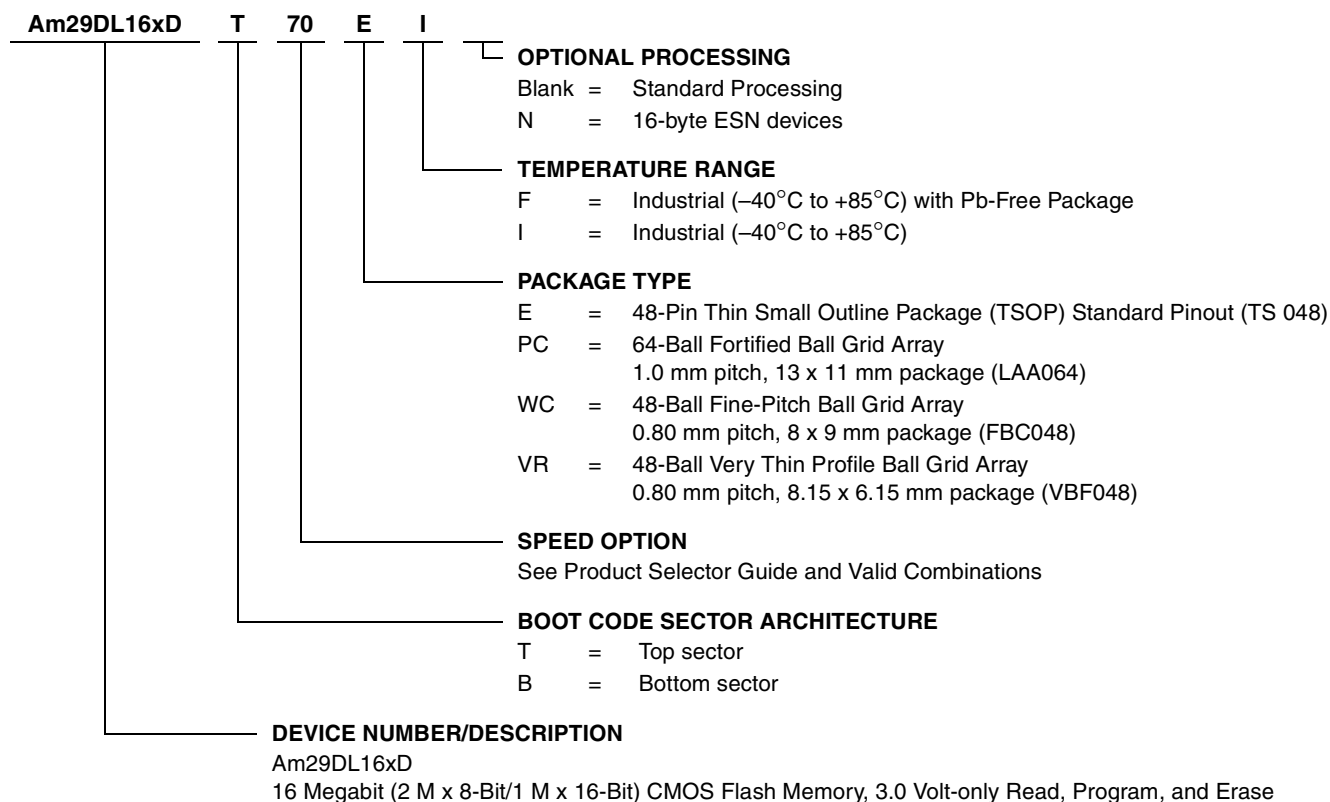 Am29DL16xD T 70 E I
OPTIONAL PROCESSING
Blank = Standard Processing
N = 16-byte ESN devices
TEMPERATURE RANGE
F = Industrial (–40°C to +85°C) with Pb-Free Package
I = Industrial (–40°C to +85°C)
PACKAGE TYPE
E = 48-Pin Thin Small Outline Package (TSOP) Standard Pinout (TS 048)
PC = 64-Ball Fortified Ball Grid Array
1.0 mm pitch, 13 x 11 mm package (LAA064)
WC = 48-Ball Fine-Pitch Ball Grid Array
0.80 mm pitch, 8 x 9 mm package (FBC048)
VR = 48-Ball Very Thin Profile Ball Grid Array
0.80 mm pitch, 8.15 x 6.15 mm package (VBF048)
SPEED OPTION
See Product Selector Guide and Valid Combinations
BOOT CODE SECTOR ARCHITECTURE
T = Top sector
B = Bottom sector
DEVICE NUMBER/DESCRIPTION
Am29DL16xD
16 Megabit (2 M x 8-Bit/1 M x 16-Bit) CMOS Flash Memory, 3.0 Volt-only Read, Program, and Erase